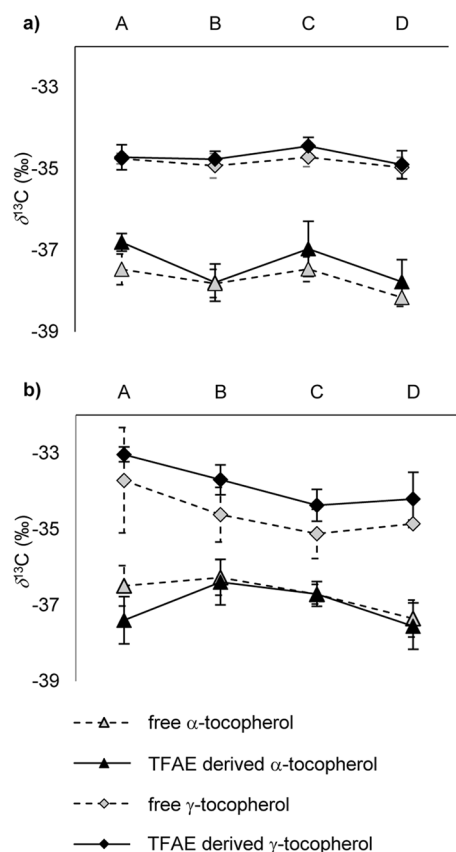 a)
A B C D
-33
-35
-37
-39
δ¹³C (‰)
b)
A B C D
-33
-35
-37
-39
δ¹³C (‰)
free α-tocopherol
TFAE derived α-tocopherol
free γ-tocopherol
TFAE derived γ-tocopherol